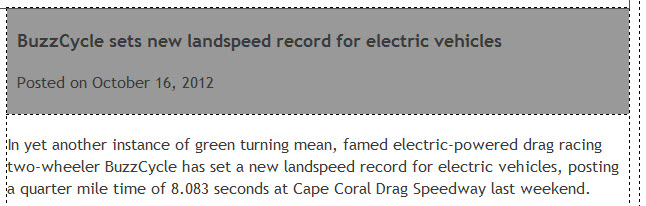 BuzzCycle sets new landspeed record for electric vehicles
Posted on October 16, 2012
In yet another instance of green turning mean, famed electric-powered drag racing
two-wheeler BuzzCycle has set a new landspeed record for electric vehicles, posting
a quarter mile time of 8.083 seconds at Cape Coral Drag Speedway last weekend.